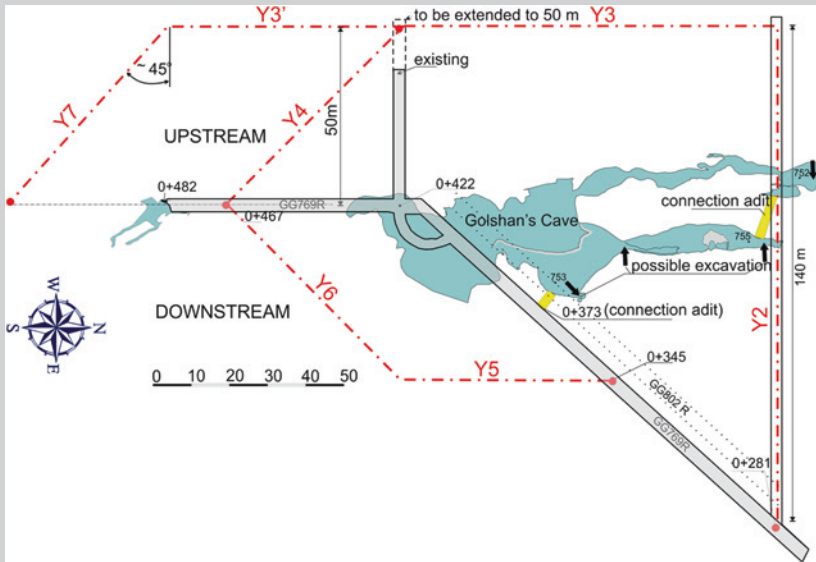 Y3'
to be extended to 50 m
Y3
~ 45°
existing
Y7
Y4
50m
UPSTREAM
0+482
0+422
752
GG769R
connection adit
0+467
Golshan's Cave
755
possible excavation
140 m
753
Y6
0+373 (connection adit)
DOWNSTREAM
Y2
W
S
N
E
0+345
Y5
0 10 20 30 40 50
GG802 R
GG769R
0+281